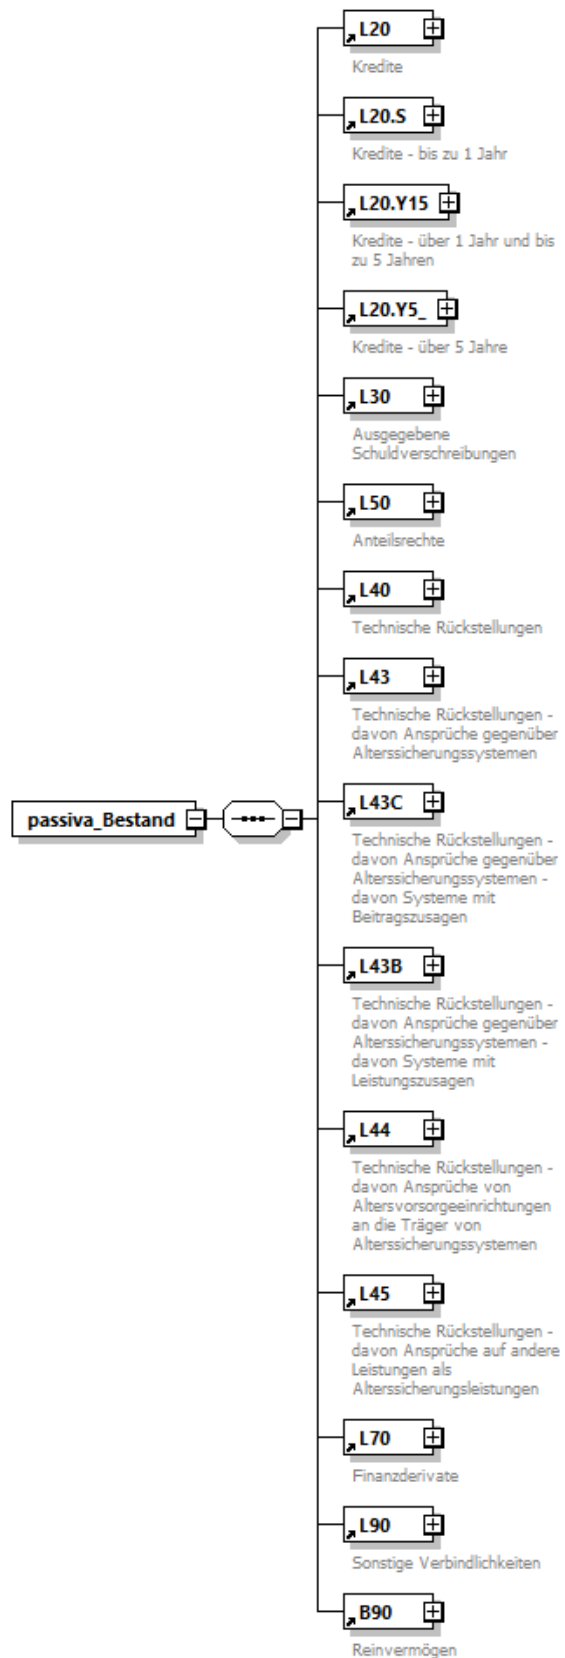 L20
Kredite
L20.S
Kredite - bis zu 1 Jahr
L20.Y15
Kredite - über 1 Jahr und bis
zu 5 Jahren
L20.Y5_
Kredite - über 5 Jahre
L30
Ausgegebene
Schuldverschreibungen
L50
Anteilsrechte
L40
Technische Rückstellungen
L43
Technische Rückstellungen -
davon Ansprüche gegenüber
Alterssicherungssystemen
passiva_Bestand
L43C
Technische Rückstellungen -
davon Ansprüche gegenüber
Alterssicherungssystemen -
davon Systeme mit
Beitragszusagen
L43B
Technische Rückstellungen -
davon Ansprüche gegenüber
Alterssicherungssystemen -
davon Systeme mit
Leistungszusagen
L44
Technische Rückstellungen -
davon Ansprüche von
Altersvorsorgeeinrichtungen
an die Träger von
Alterssicherungssystemen
L45
Technische Rückstellungen -
davon Ansprüche auf andere
Leistungen als
Alterssicherungsleistungen
L70
Finanzderivate
L90
Sonstige Verbindlichkeiten
B90
Reinvermögen